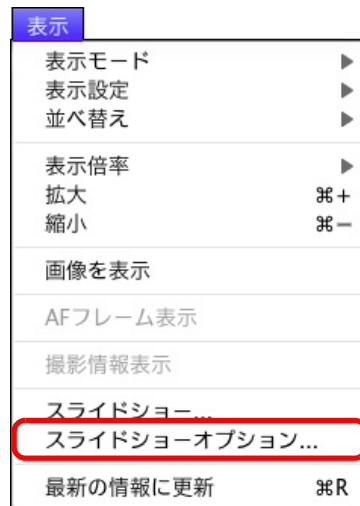 表示
表示モード ▶
表示設定 ▶
並べ替え ▶
表示倍率 ▶
拡大 ⌘+
縮小 ⌘−
画像を表示
AFフレーム表示
撮影情報表示
スライドショー...
スライドショーオプション...
最新の情報に更新 ⌘R